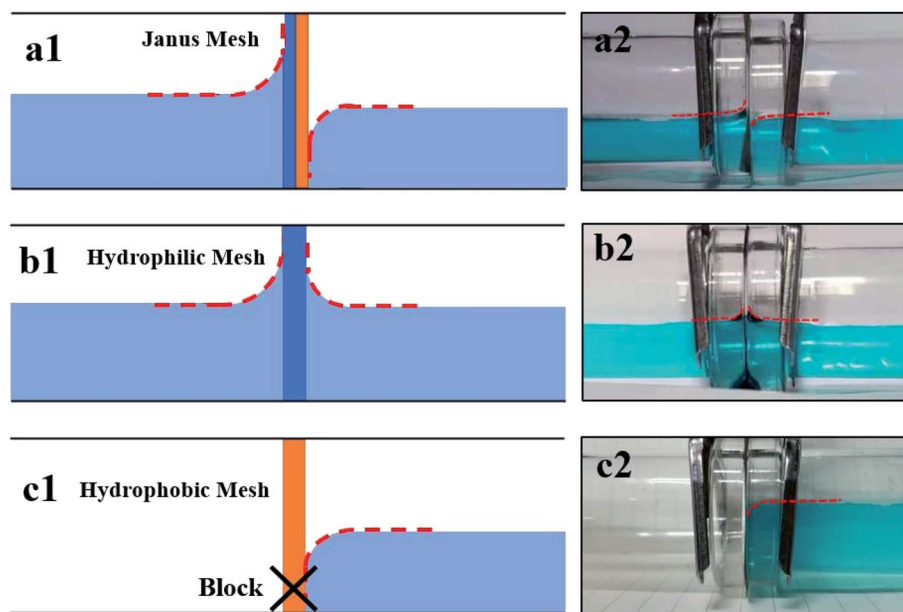 a1
Janus Mesh
a2
b1
Hydrophilic Mesh
b2
c1
Hydrophobic Mesh
Block
c2